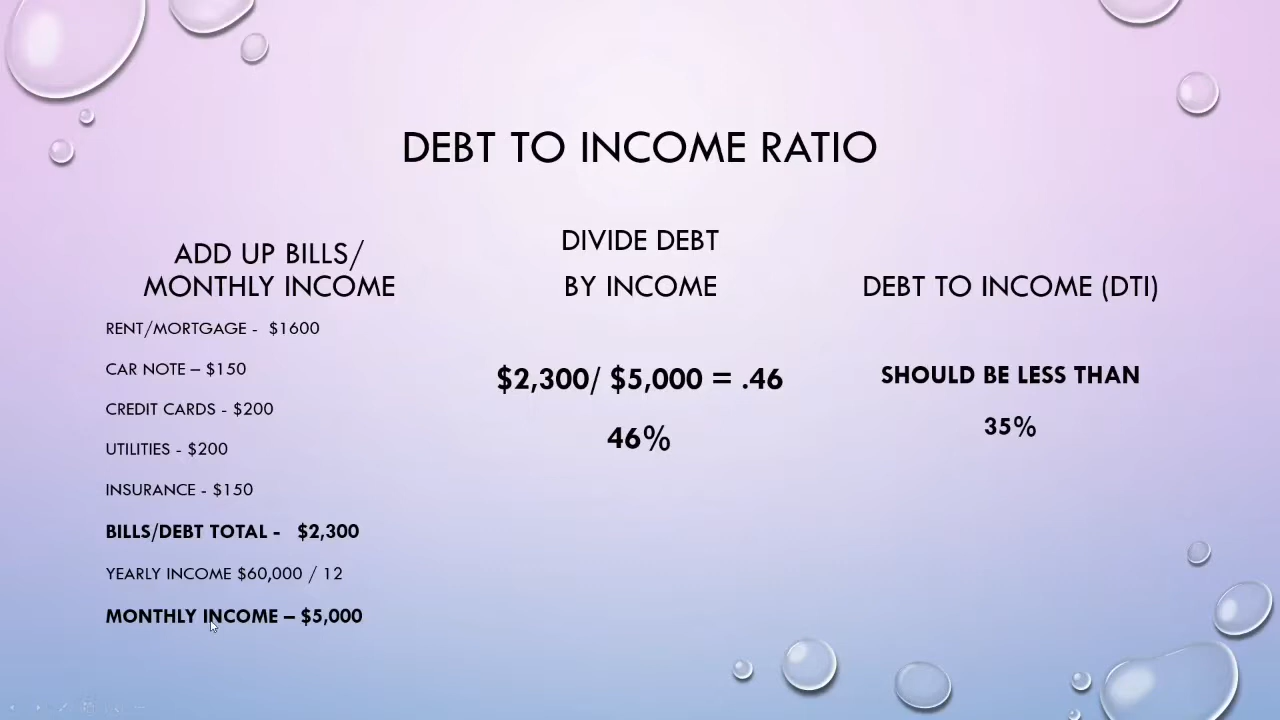 DEBT TO INCOME RATIO
ADD UP BILLS/
MONTHLY INCOME
RENT/MORTGAGE -  $1600
CAR NOTE – $150
CREDIT CARDS - $200
UTILITIES - $200
INSURANCE - $150
BILLS/DEBT TOTAL -   $2,300
YEARLY INCOME $60,000 / 12
MONTHLY INCOME – $5,000
DIVIDE DEBT
BY INCOME
$2,300/ $5,000 = .46
46%
DEBT TO INCOME (DTI)
SHOULD BE LESS THAN
35%